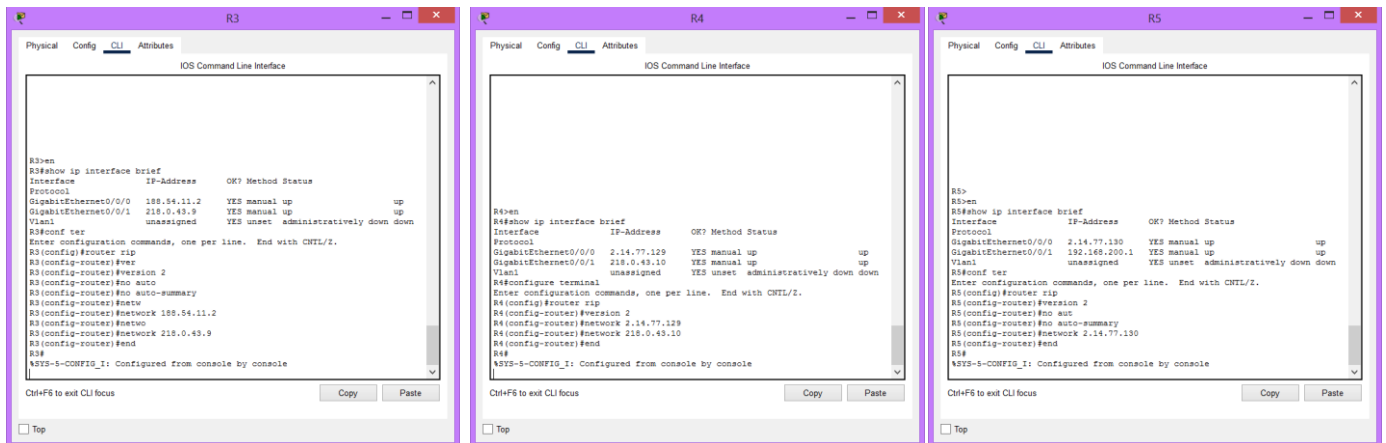 R3
Physical Config CLI Attributes
IOS Command Line Interface
R3>en
R3#show ip interface brief
Interface IP-Address OK? Method Status
Protocol
GigabitEthernet0/0/0 188.54.11.2 YES manual up up
GigabitEthernet0/0/1 218.0.43.9 YES manual up up
Vlan1 unassigned YES unset administratively down down
R3#conf ter
Enter configuration commands, one per line. End with CNTL/Z.
R3(config)#router rip
R3(config-router)#ver
R3(config-router)#version 2
R3(config-router)#no auto
R3(config-router)#no auto-summary
R3(config-router)#netw
R3(config-router)#network 188.54.11.2
R3(config-router)#netwo
R3(config-router)#network 218.0.43.9
R3(config-router)#end
R3#
%SYS-5-CONFIG_I: Configured from console by console
Ctrl+F6 to exit CLI focus
Copy Paste
Top
R4
Physical Config CLI Attributes
IOS Command Line Interface
R4>en
R4#show ip interface brief
Interface IP-Address OK? Method Status
Protocol
GigabitEthernet0/0/0 2.14.77.129 YES manual up up
GigabitEthernet0/0/1 218.0.43.10 YES manual up up
Vlan1 unassigned YES unset administratively down down
R4#configure terminal
Enter configuration commands, one per line. End with CNTL/Z.
R4(config)#router rip
R4(config-router)#version 2
R4(config-router)#network 2.14.77.129
R4(config-router)#network 218.0.43.10
R4(config-router)#end
R4#
%SYS-5-CONFIG_I: Configured from console by console
Ctrl+F6 to exit CLI focus
Copy Paste
Top
R5
Physical Config CLI Attributes
IOS Command Line Interface
R5>
R5>en
R5#show ip interface brief
Interface IP-Address OK? Method Status
Protocol
GigabitEthernet0/0/0 2.14.77.130 YES manual up up
GigabitEthernet0/0/1 192.168.200.1 YES manual up up
Vlan1 unassigned YES unset administratively down down
R5#conf ter
Enter configuration commands, one per line. End with CNTL/Z.
R5(config)#router rip
R5(config-router)#version 2
R5(config-router)#no aut
R5(config-router)#no auto-summary
R5(config-router)#network 2.14.77.130
R5(config-router)#end
R5#
%SYS-5-CONFIG_I: Configured from console by console
Ctrl+F6 to exit CLI focus
Copy Paste
Top